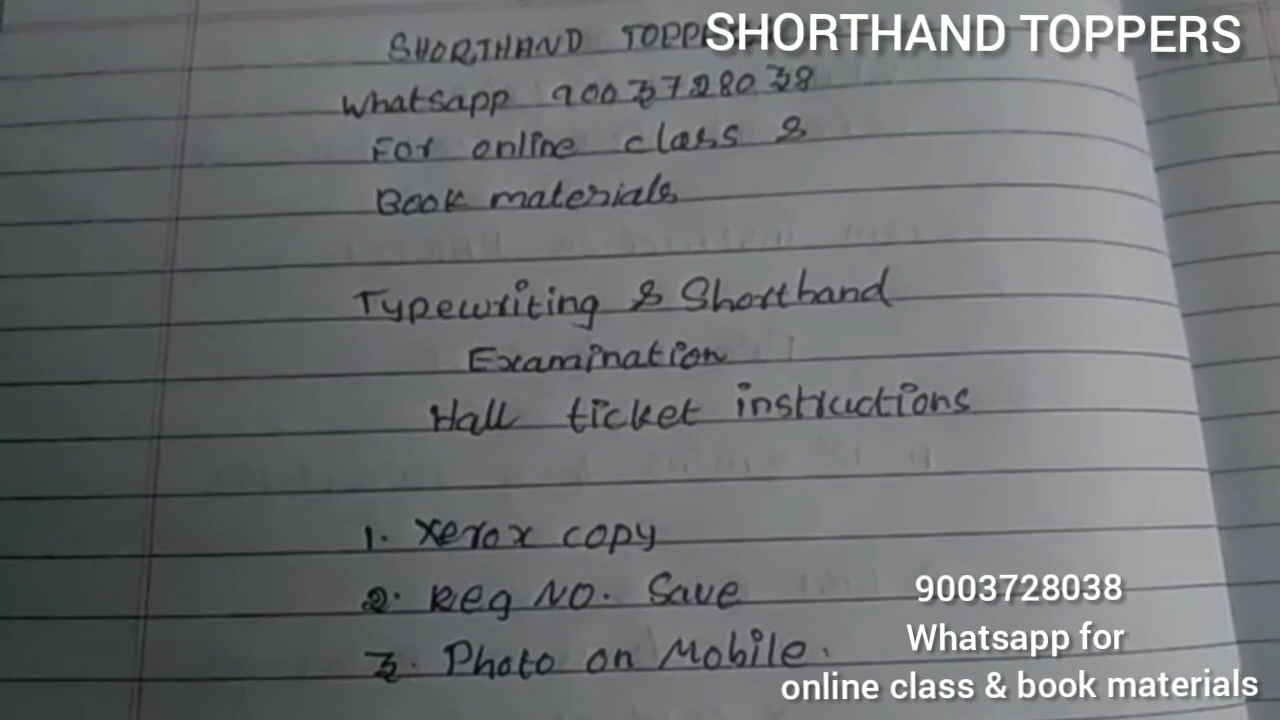 SHORTHAND TOPPERS
SHORTHAND
Whatsapp 9003728038
For online class &
Book materials
Typewriting & Shorthand
Examination
Hall ticket instructions
1. Xerox copy
2. Reg NO. Save
3. Photo on Mobile.
9003728038
Whatsapp for
online class & book materials